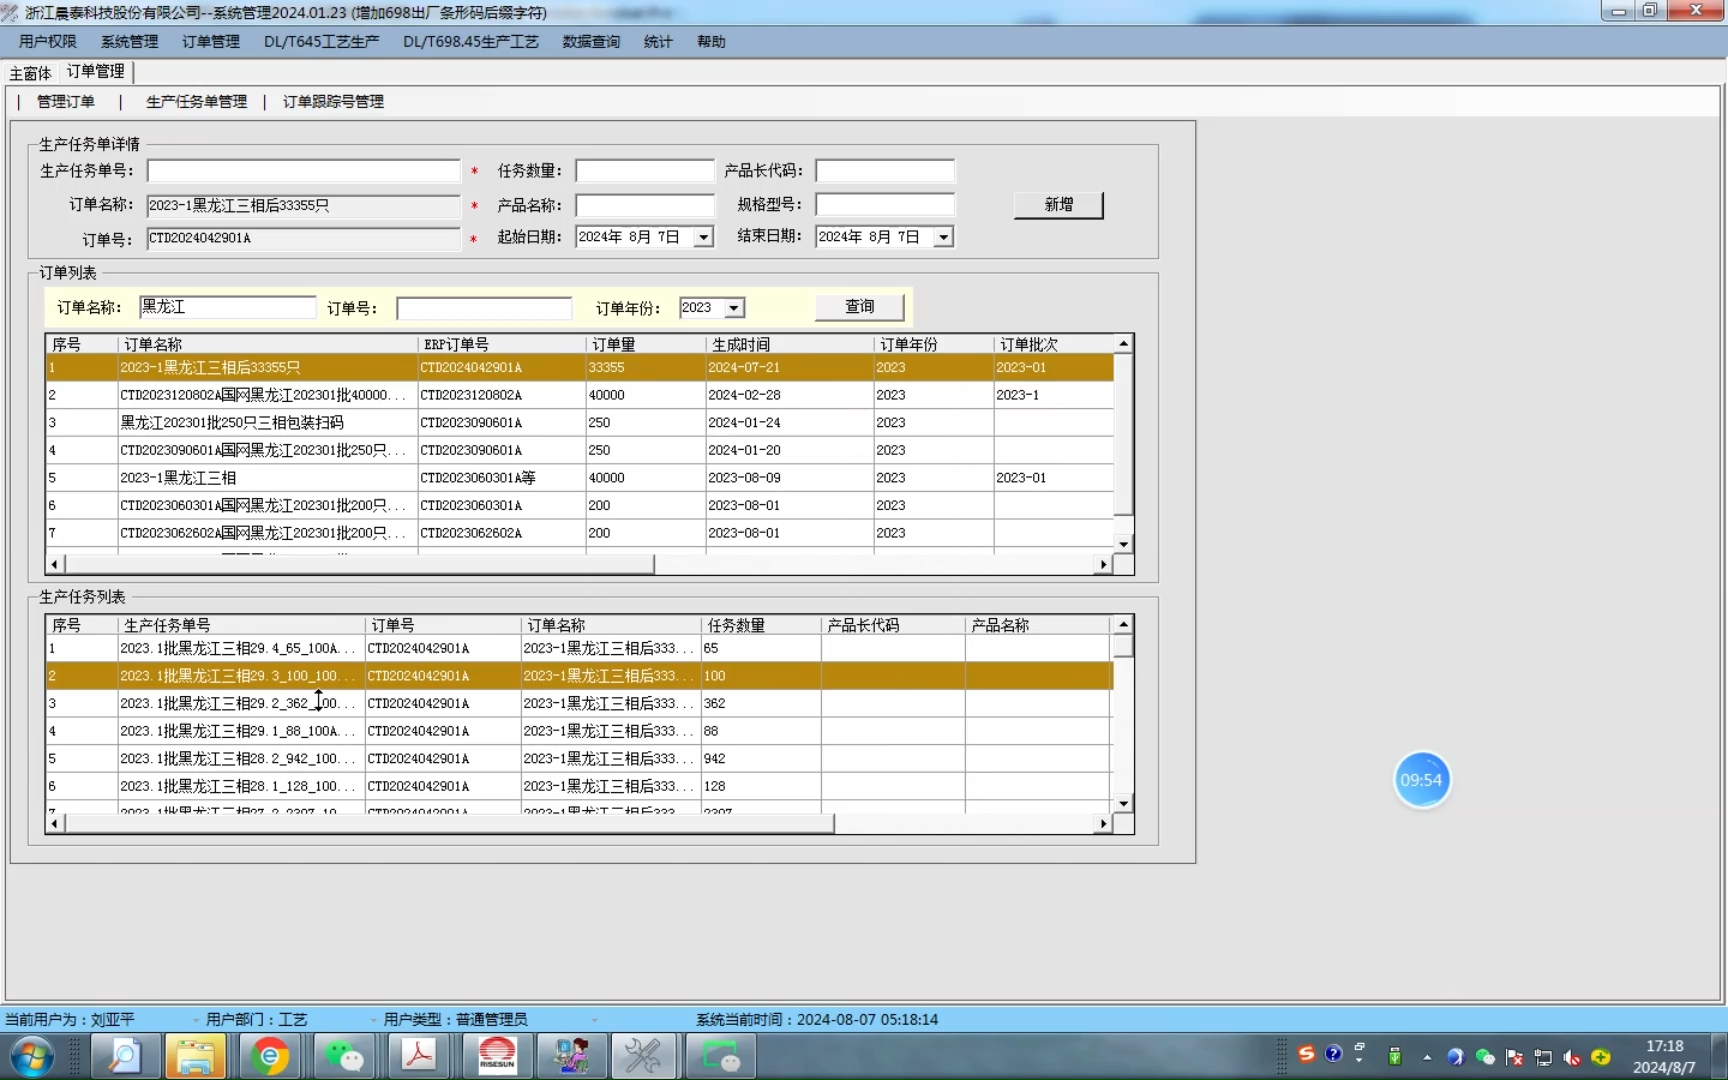 浙江晨泰科技股份有限公司--系统管理2024.01.23 (增加698出厂条形码后缀字符)
用户权限 系统管理 订单管理 DL/T645工艺生产 DL/T698.45生产工艺 数据查询 统计 帮助
主窗体 订单管理
| 管理订单 | 生产任务单管理 | 订单跟踪号管理
生产任务单详情
生产任务单号: * 任务数量: 产品长代码:
订单名称: 2023-1黑龙江三相后33355只 * 产品名称: 规格型号: 新增
订单号: CTD2024042901A * 起始日期: 2024年 8月 7日 结束日期: 2024年 8月 7日
订单列表
订单名称: 黑龙江 订单号: 订单年份: 2023 查询
序号 订单名称 ERP订单号 订单量 生成时间 订单年份 订单批次
1 2023-1黑龙江三相后33355只 CTD2024042901A 33355 2024-07-21 2023 2023-01
2 CTD2023120802A国网黑龙江202301批40000... CTD2023120802A 40000 2024-02-28 2023 2023-1
3 黑龙江202301批250只三相包装扫码 CTD2023090601A 250 2024-01-24 2023
4 CTD2023090601A国网黑龙江202301批250只... CTD2023090601A 250 2024-01-20 2023
5 2023-1黑龙江三相 CTD2023060301A等 40000 2023-08-09 2023 2023-01
6 CTD2023060301A国网黑龙江202301批200只... CTD2023060301A 200 2023-08-01 2023
7 CTD2023062602A国网黑龙江202301批200只... CTD2023062602A 200 2023-08-01 2023
生产任务列表
序号 生产任务单号 订单号 订单名称 任务数量 产品长代码 产品名称
1 2023.1批黑龙江三相29.4_65_100A... CTD2024042901A 2023-1黑龙江三相后333... 65
2 2023.1批黑龙江三相29.3_100_100... CTD2024042901A 2023-1黑龙江三相后333... 100
3 2023.1批黑龙江三相29.2_362_100... CTD2024042901A 2023-1黑龙江三相后333... 362
4 2023.1批黑龙江三相29.1_88_100A... CTD2024042901A 2023-1黑龙江三相后333... 88
5 2023.1批黑龙江三相28.2_942_100... CTD2024042901A 2023-1黑龙江三相后333... 942
6 2023.1批黑龙江三相28.1_128_100... CTD2024042901A 2023-1黑龙江三相后333... 128
09:54
当前用户为：刘亚平 用户部门：工艺 用户类型：普通管理员 系统当前时间：2024-08-07 05:18:14
RISESUN
17:18
2024/8/7